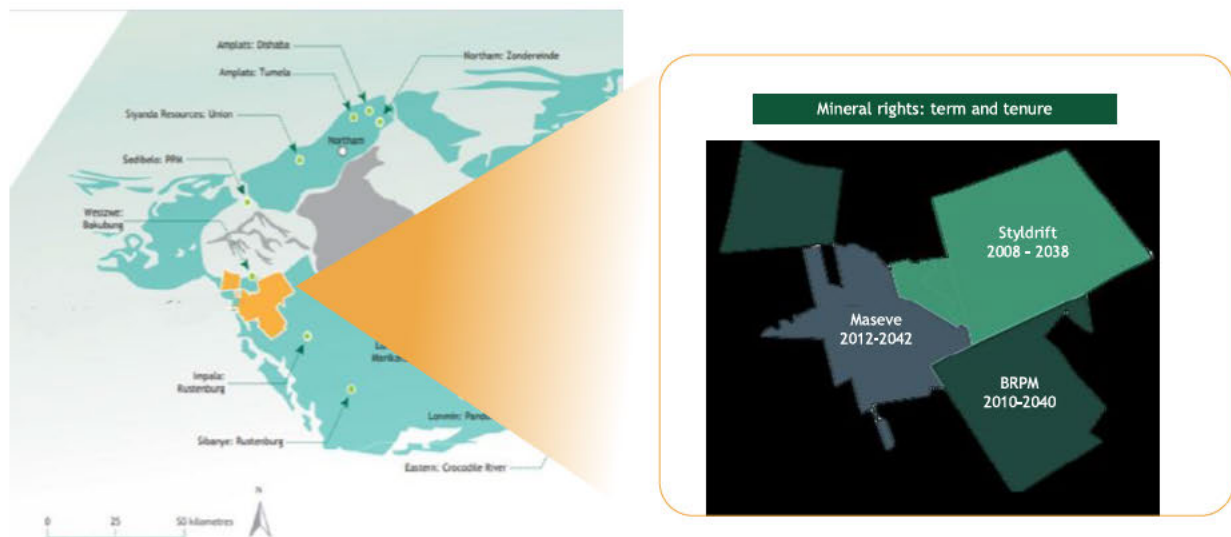 Amplats: Dishaba
Amplats: Tumela
Northam: Zondereinde
Siyanda Resources: Union
Northam
Sedibelo: PPM
Wesizwe:
Bakubung
Impala:
Rustenburg
Sibanye: Rustenburg
Lonmin: Pandu
Eastern: Crocodile River
N
0 25 50 kilometres
Mineral rights: term and tenure
Styldrift
2008 - 2038
Maseve
2012-2042
BRPM
2010-2040